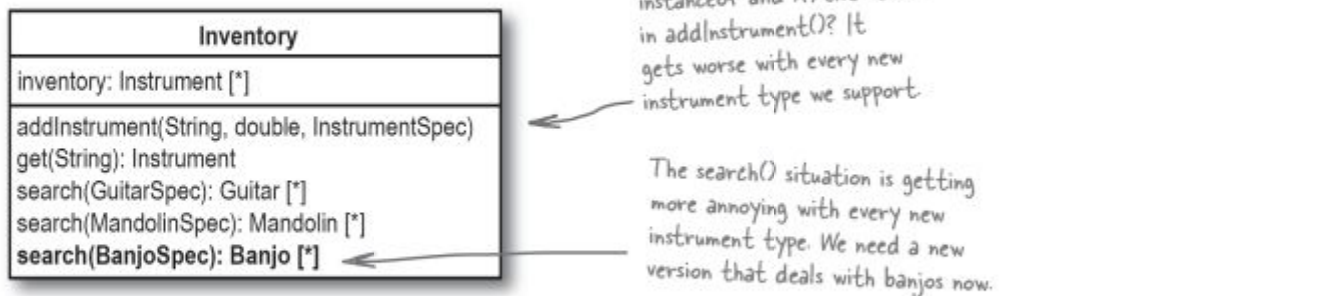 Inventory
inventory: Instrument [*]
addInstrument(String, double, InstrumentSpec)
get(String): Instrument
search(GuitarSpec): Guitar [*]
search(MandolinSpec): Mandolin [*]
search(BanjoSpec): Banjo [*]
in addInstrument()? It
gets worse with every new
instrument type we support.
The search() situation is getting
more annoying with every new
instrument type. We need a new
version that deals with banjos now.